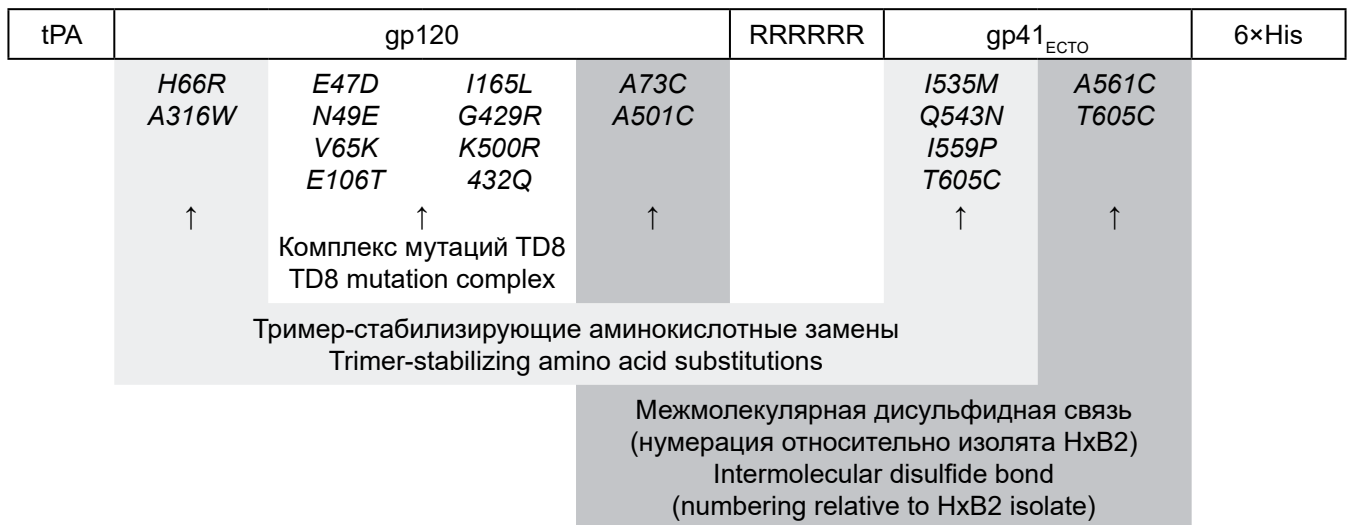 tPA gp120 RRRRRR gp41ECTO 6×His
H66R E47D I165L A73C I535M A561C
A316W N49E G429R A501C Q543N T605C
V65K K500R I559P
E106T 432Q T605C
↑ ↑ ↑ ↑ ↑
Комплекс мутаций TD8
TD8 mutation complex
Тример-стабилизирующие аминокислотные замены
Trimer-stabilizing amino acid substitutions
Межмолекулярная дисульфидная связь
(нумерация относительно изолята HxB2)
Intermolecular disulfide bond
(numbering relative to HxB2 isolate)